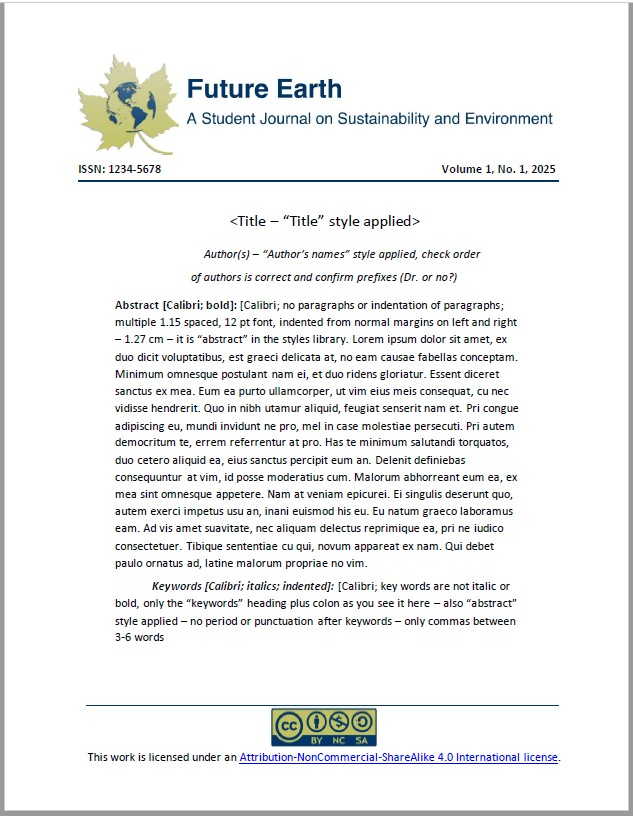 Future Earth
A Student Journal on Sustainability and Environment
ISSN: 1234-5678 Volume 1, No. 1, 2025
<Title – “Title” style applied>
Author(s) – “Author’s names” style applied, check order
of authors is correct and confirm prefixes (Dr. or no?)
Abstract [Calibri; bold]: [Calibri; no paragraphs or indentation of paragraphs;
multiple 1.15 spaced, 12 pt font, indented from normal margins on left and right
– 1.27 cm – it is “abstract” in the styles library. Lorem ipsum dolor sit amet, ex
duo dicit voluptatibus, est graeci delicata at, no eam causae fabellas conceptam.
Minimum omnesque postulant nam ei, et duo ridens gloriatur. Essent diceret
sanctus ex mea. Eum ea purto ullamcorper, ut vim eius meis consequat, cu nec
vidisse hendrerit. Quo in nibh utamur aliquid, feugiat senserit nam et. Pri congue
adipiscing eu, mundi invidunt ne pro, mel in case molestiae persecuti. Pri autem
democritum te, errem referrentur at pro. Has te minimum salutandi torquatos,
duo cetero aliquid ea, eius sanctus percipit eum an. Delenit definiebas
consequuntur at vim, id posse moderatius cum. Malorum abhorreant eum ea, ex
mea sint omnesque appetere. Nam at veniam epicurei. Ei singulis deserunt quo,
autem exerci impetus usu an, inani euismod his eu. Eu natum graeco laboramus
eam. Ad vis amet suavitate, nec aliquam delectus reprimique ea, pri ne iudico
consectetuer. Tibique sententiae cu qui, novum appareat ex nam. Qui debet
paulo ornatus ad, latine malorum propriae no vim.
Keywords [Calibri; italics; indented]: [Calibri; key words are not italic or
bold, only the “keywords” heading plus colon as you see it here – also “abstract”
style applied – no period or punctuation after keywords – only commas between
3-6 words
cc BY NC SA
This work is licensed under an Attribution-NonCommercial-ShareAlike 4.0 International license.